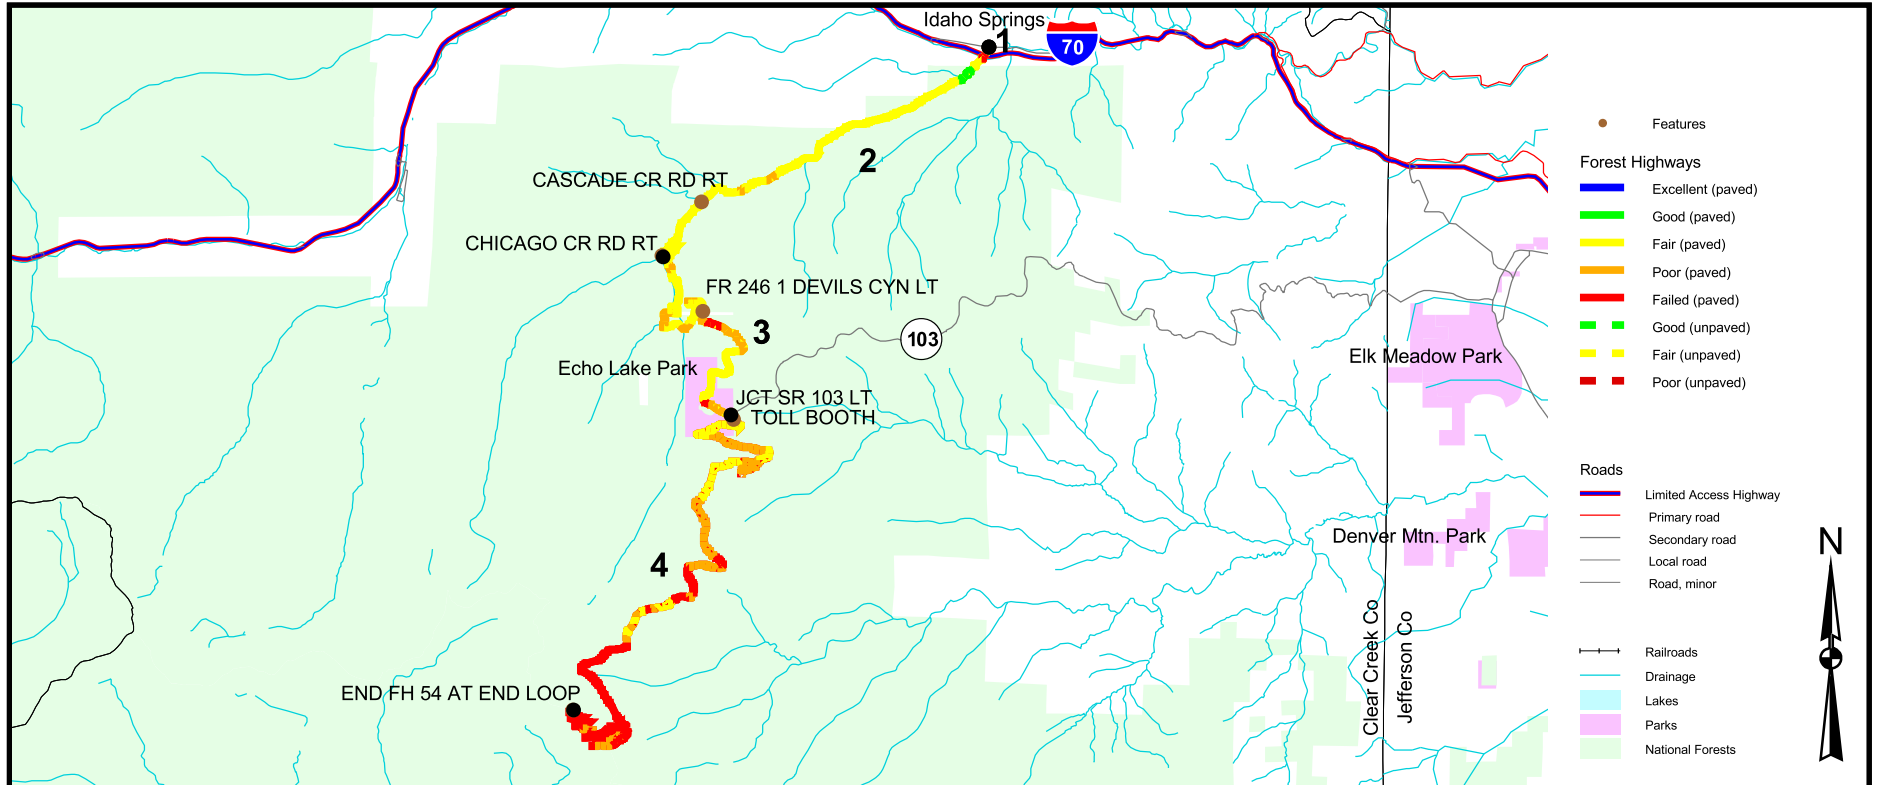 Idaho Springs
1
70
2
CASCADE CR RD RT
CHICAGO CR RD RT
FR 246 1 DEVILS CYN LT
3
103
Echo Lake Park
JCT SR 103 LT
TOLL BOOTH
4
END FH 54 AT END LOOP
Elk Meadow Park
Denver Mtn. Park
Clear Creek Co
Jefferson Co
Features
Forest Highways
Excellent (paved)
Good (paved)
Fair (paved)
Poor (paved)
Failed (paved)
Good (unpaved)
Fair (unpaved)
Poor (unpaved)
Roads
Limited Access Highway
Primary road
Secondary road
Local road
Road, minor
Railroads
Drainage
Lakes
Parks
National Forests
N